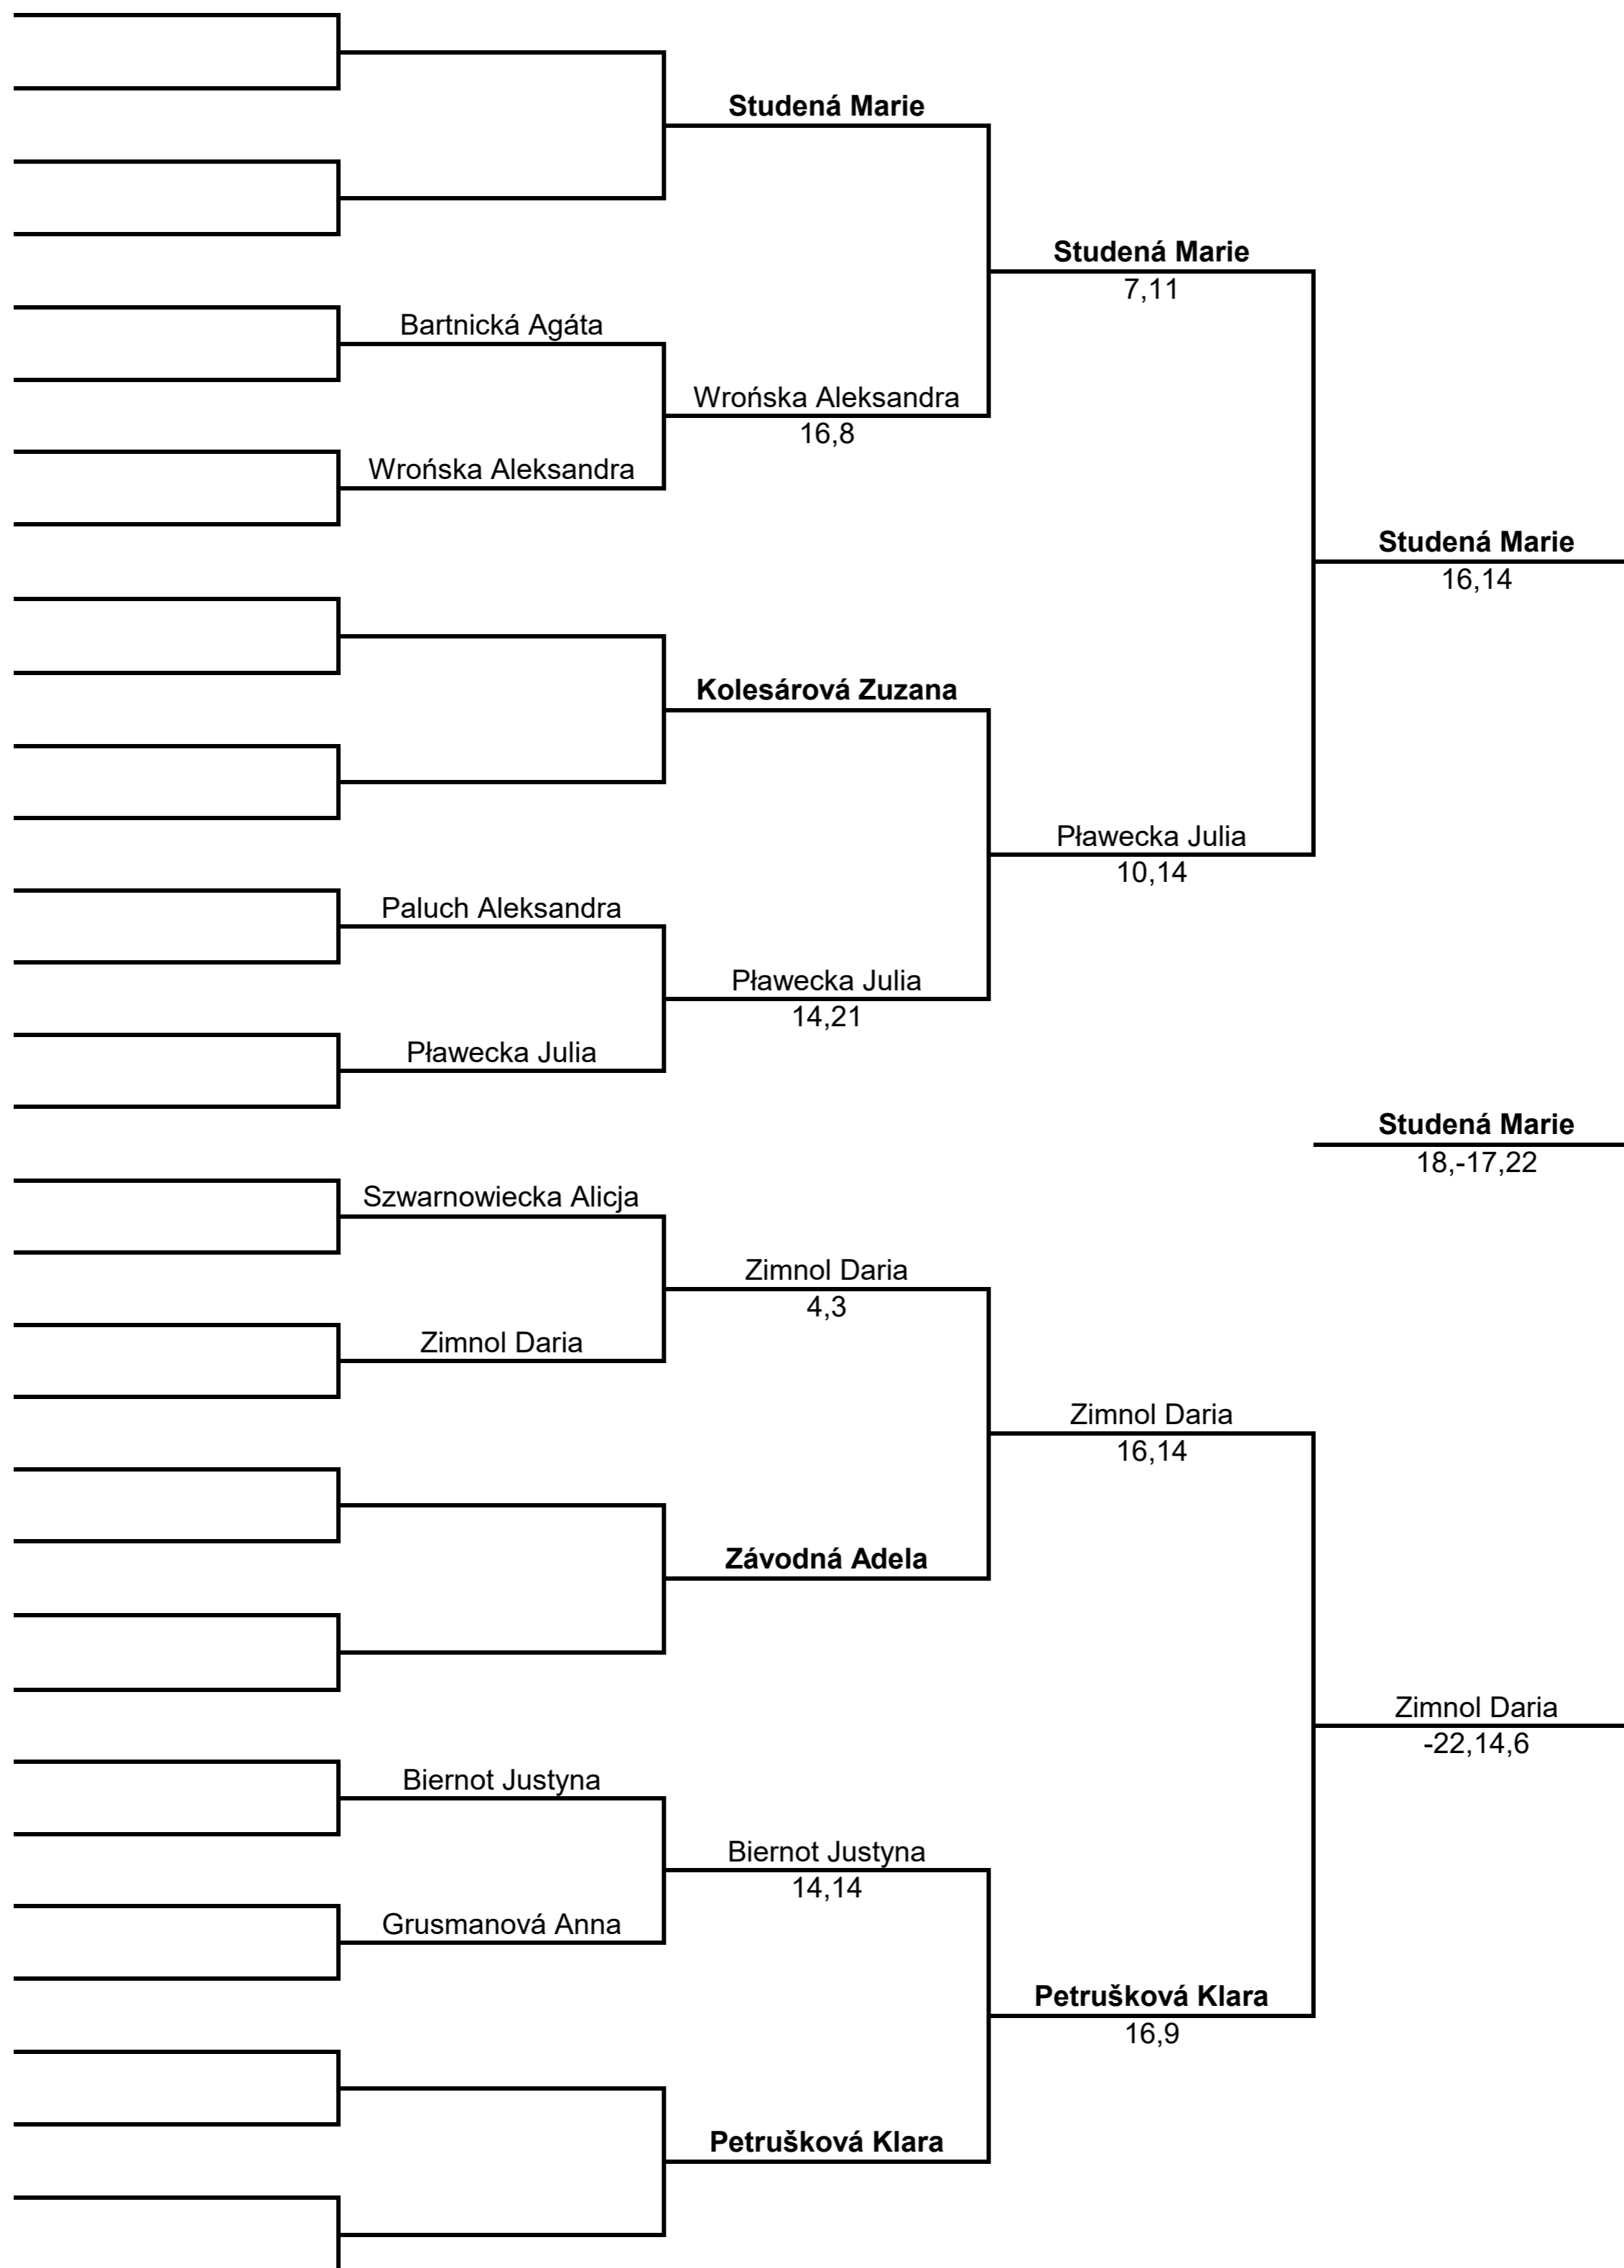 Studená Marie
Studená Marie
7,11
Bartnická Agáta
Wrońska Aleksandra
16,8
Wrońska Aleksandra
Studená Marie
16,14
Kolesárová Zuzana
Pławecka Julia
10,14
Paluch Aleksandra
Pławecka Julia
14,21
Pławecka Julia
Studená Marie
18,-17,22
Szwarnowiecka Alicja
Zimnol Daria
4,3
Zimnol Daria
Zimnol Daria
16,14
Závodná Adela
Zimnol Daria
-22,14,6
Biernot Justyna
Biernot Justyna
14,14
Grusmanová Anna
Petrušková Klara
16,9
Petrušková Klara